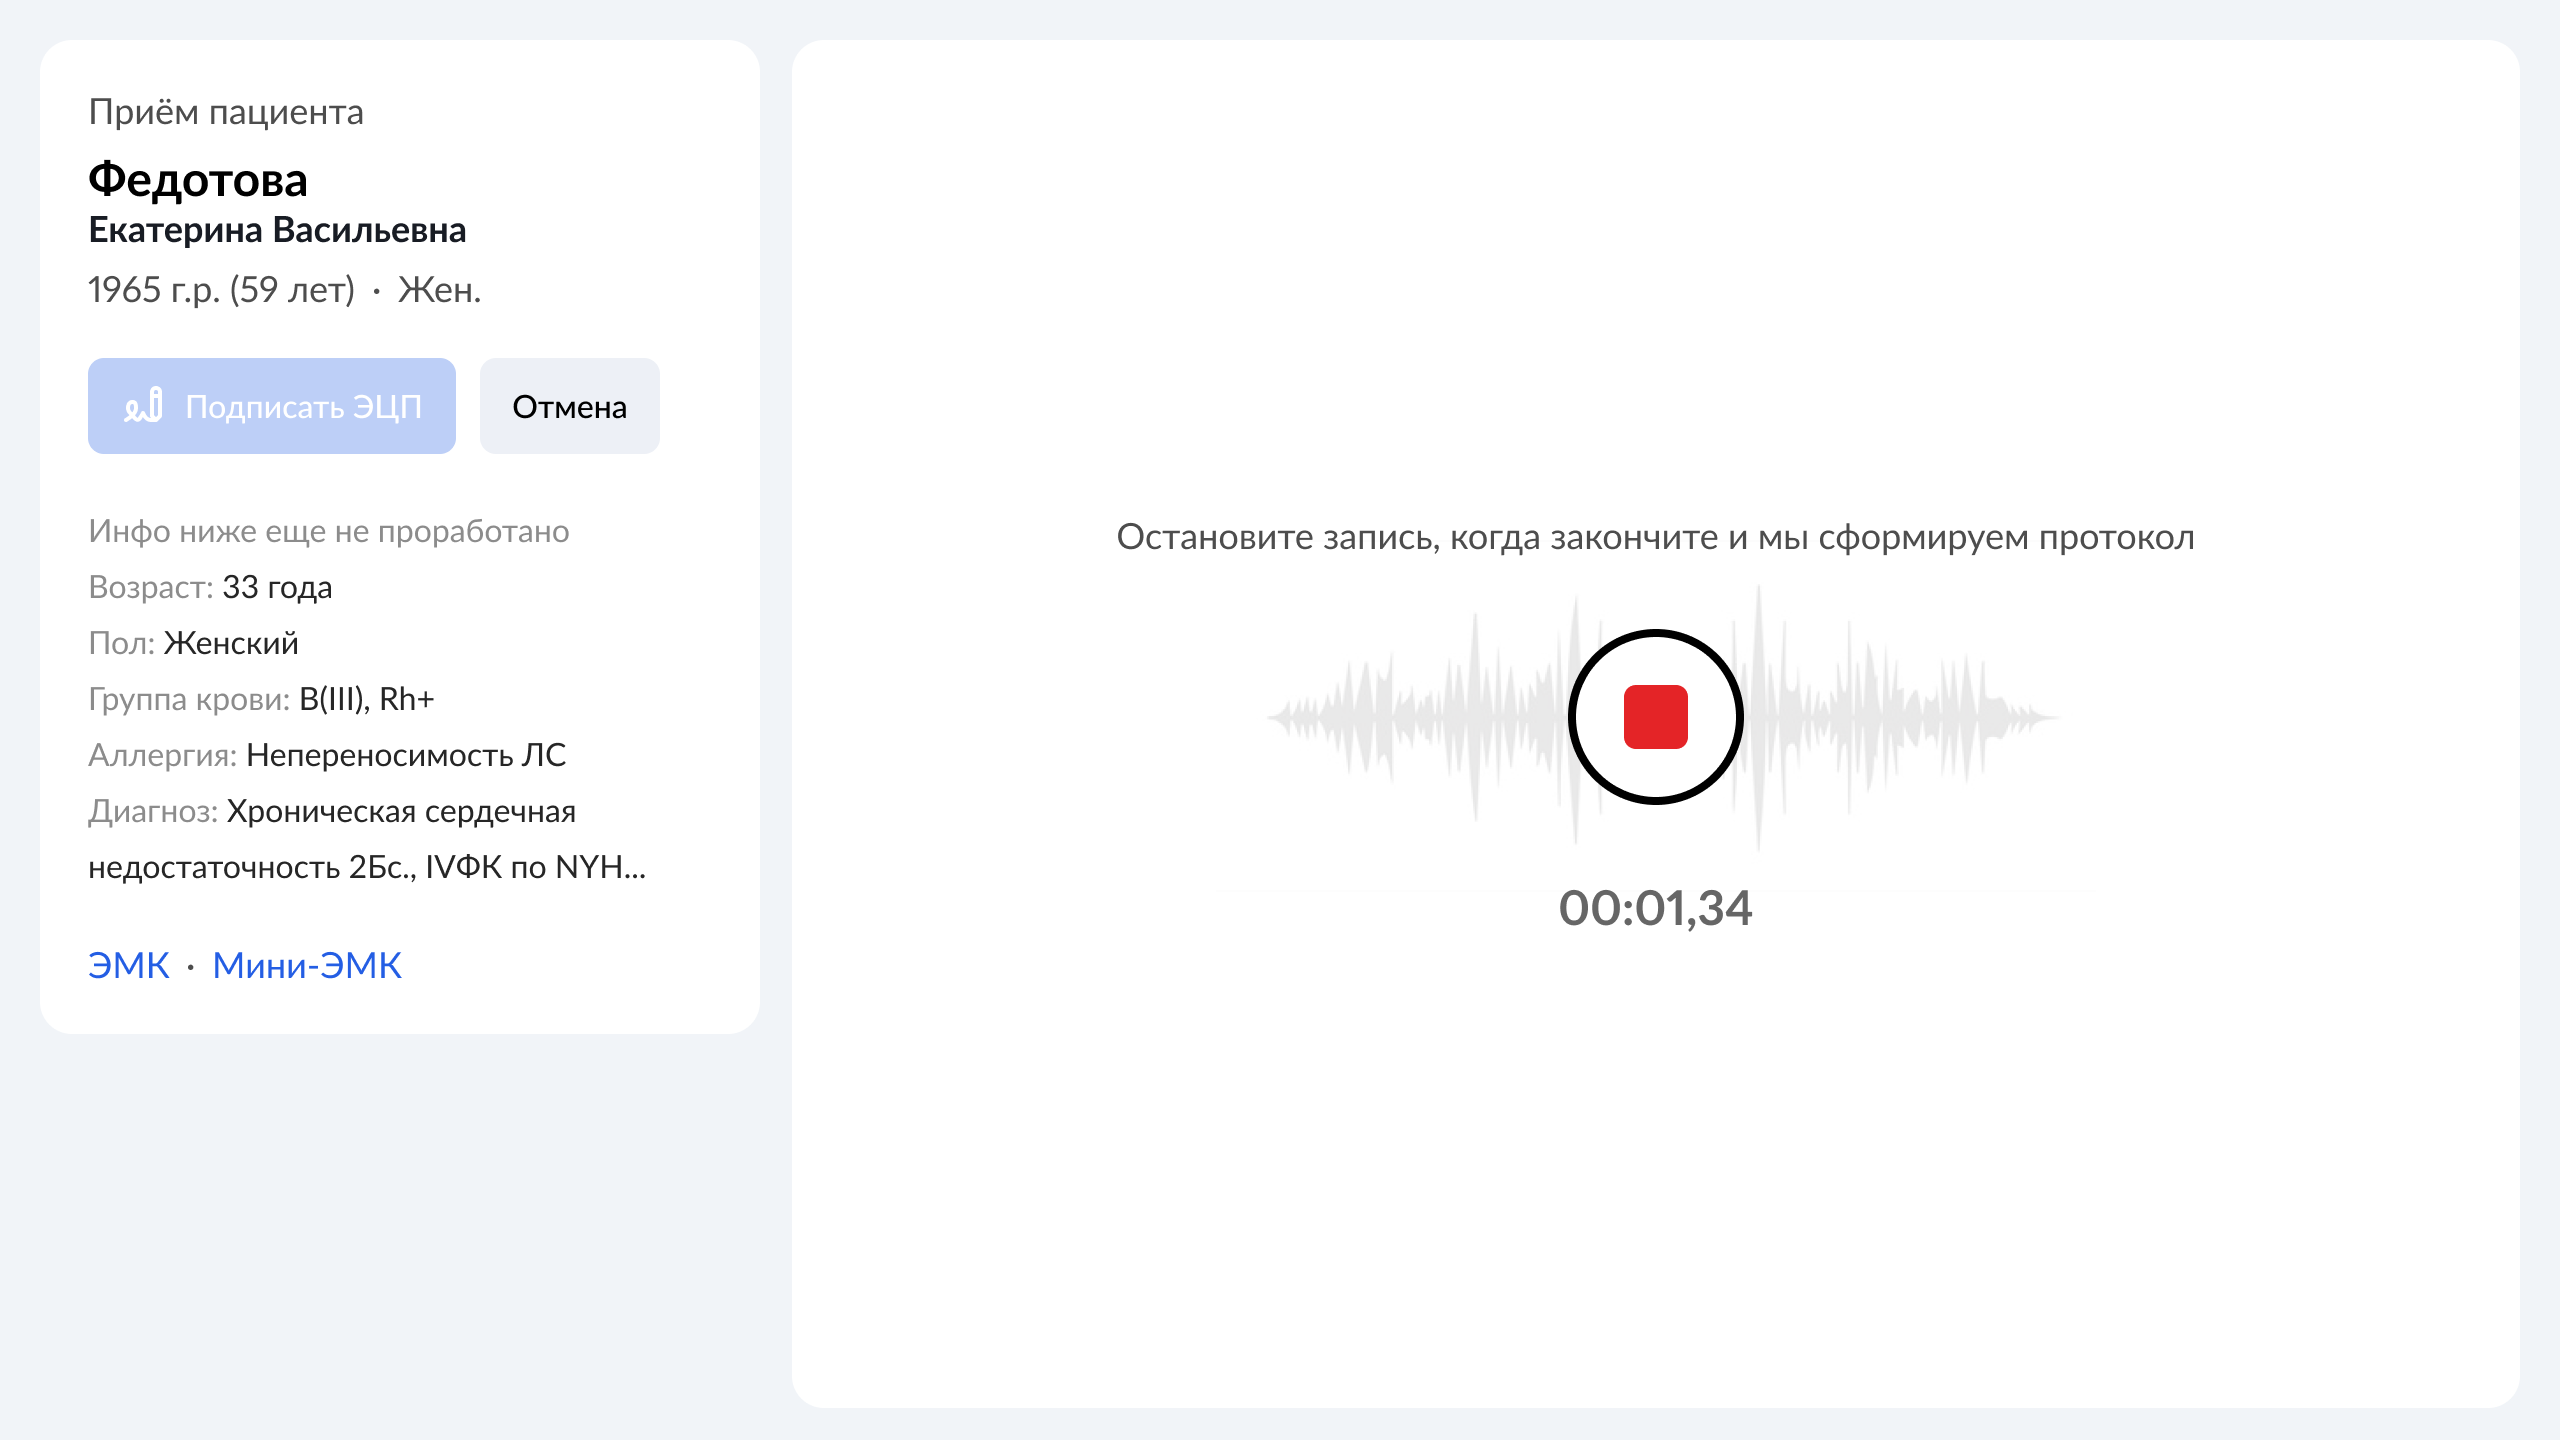 Приём пациента
Федотова
Екатерина Васильевна
1965 г.р. (59 лет) · Жен.
Подписать ЭЦП
Отмена
Инфо ниже еще не проработано
Возраст: 33 года
Пол: Женский
Группа крови: B(III), Rh+
Аллергия: Непереносимость ЛС
Диагноз: Хроническая сердечная
недостаточность 2Бс., IVФК по NYH...
ЭМК · Мини-ЭМК
Остановите запись, когда закончите и мы сформируем протокол
00:01,34